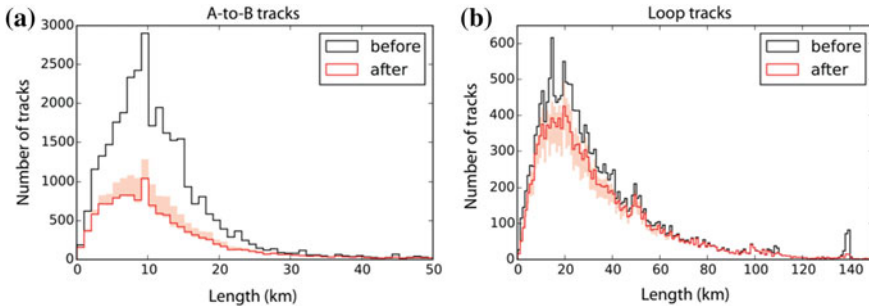 (a)
A-to-B tracks
3000
2500
2000
1500
1000
500
0
Number of tracks
before
after
0 10 20 30 40 50
Length (km)
(b)
Loop tracks
600
500
400
300
200
100
0
Number of tracks
before
after
0 20 40 60 80 100 120 140
Length (km)